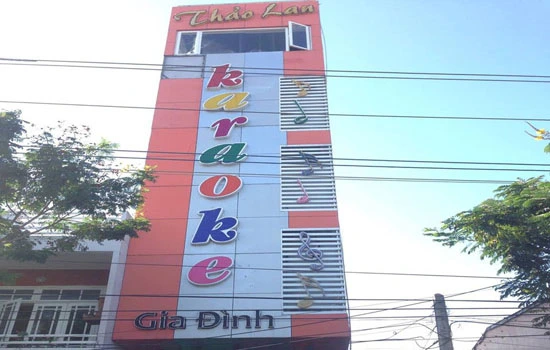 Thảo Lan
karaoke
Gia Đình